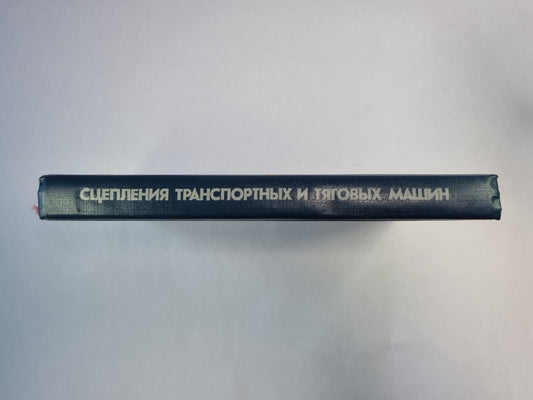 СЦЕПЛЕНИЯ ТРАНСПОРТНЫХ И ТЯГОВЫХ МАШИН